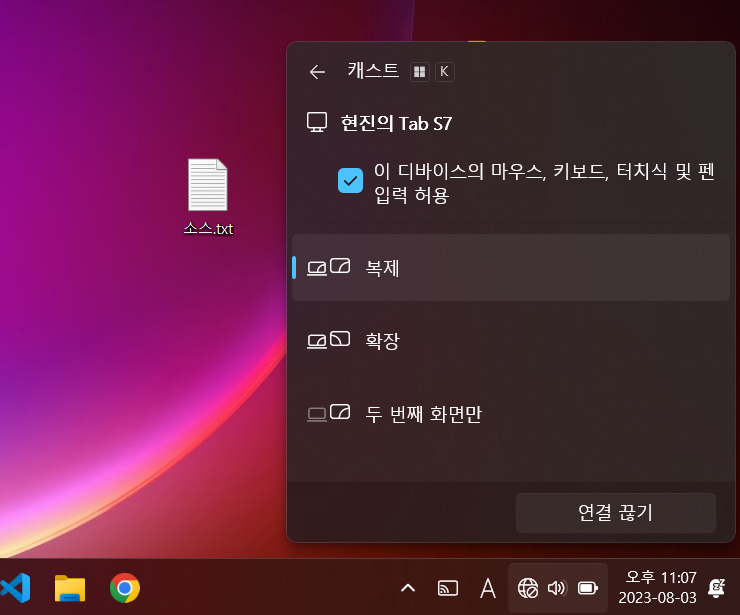 캐스트 K
현진의 Tab S7
이 디바이스의 마우스, 키보드, 터치식 및 펜
입력 허용
소스.txt
복제
확장
두 번째 화면만
연결 끊기
A
오후 11:07
2023-08-03